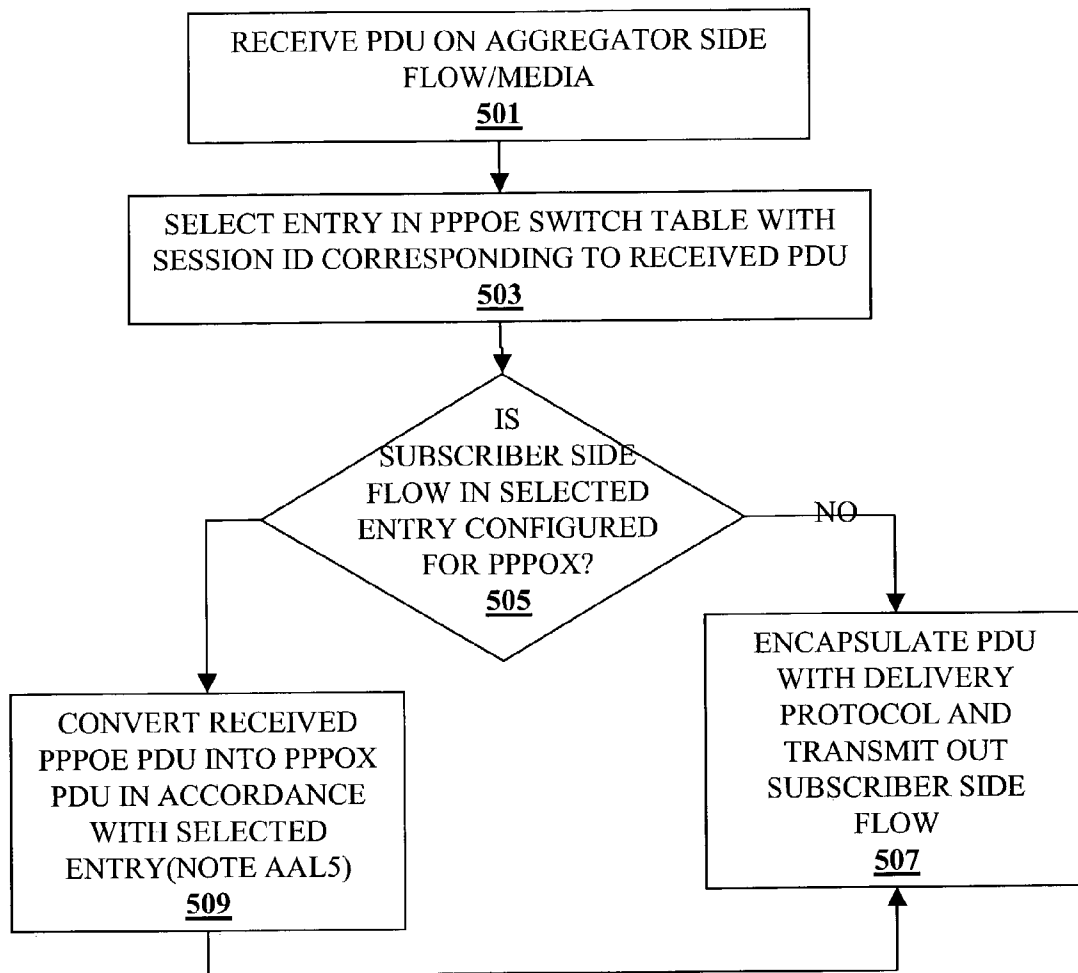 RECEIVE PDU ON AGGREGATOR SIDE
FLOW/MEDIA
501
SELECT ENTRY IN PPPOE SWITCH TABLE WITH
SESSION ID CORRESPONDING TO RECEIVED PDU
503
IS
SUBSCRIBER SIDE
FLOW IN SELECTED
ENTRY CONFIGURED
FOR PPPOX?
505
NO
ENCAPSULATE PDU
WITH DELIVERY
PROTOCOL AND
TRANSMIT OUT
SUBSCRIBER SIDE
FLOW
507
CONVERT RECEIVED
PPPOE PDU INTO PPPOX
PDU IN ACCORDANCE
WITH SELECTED
ENTRY(NOTE AAL5)
509